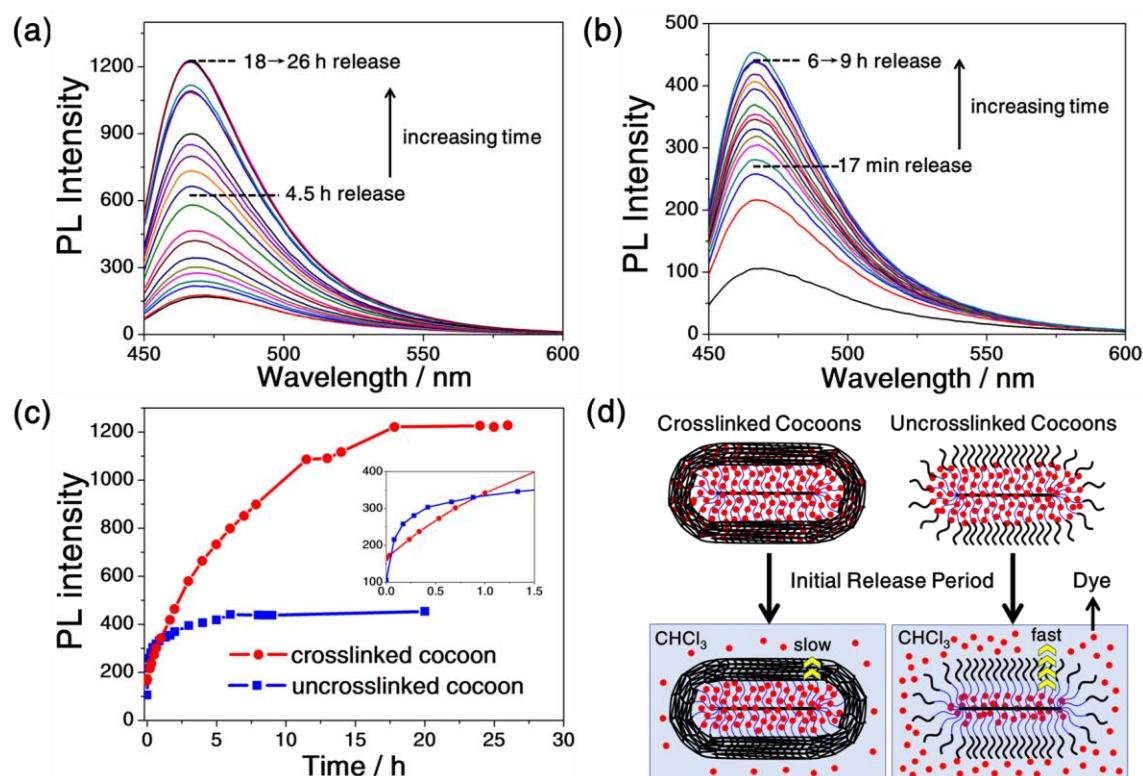 (a)
PL Intensity
1200
900
600
300
0
18→26 h release
increasing time
4.5 h release
450
500
550
600
Wavelength / nm
(b)
PL Intensity
500
400
300
200
100
0
6→9 h release
increasing time
17 min release
450
500
550
600
Wavelength / nm
(c)
PL intensity
1200
1000
800
600
400
200
0
400
300
200
100
0.0
0.5
1.0
1.5
crosslinked cocoon
uncrosslinked cocoon
0
5
10
15
20
25
30
Time / h
(d)
Crosslinked Cocoons
Uncrosslinked Cocoons
Initial Release Period
Dye
CHCl₃
slow
CHCl₃
fast